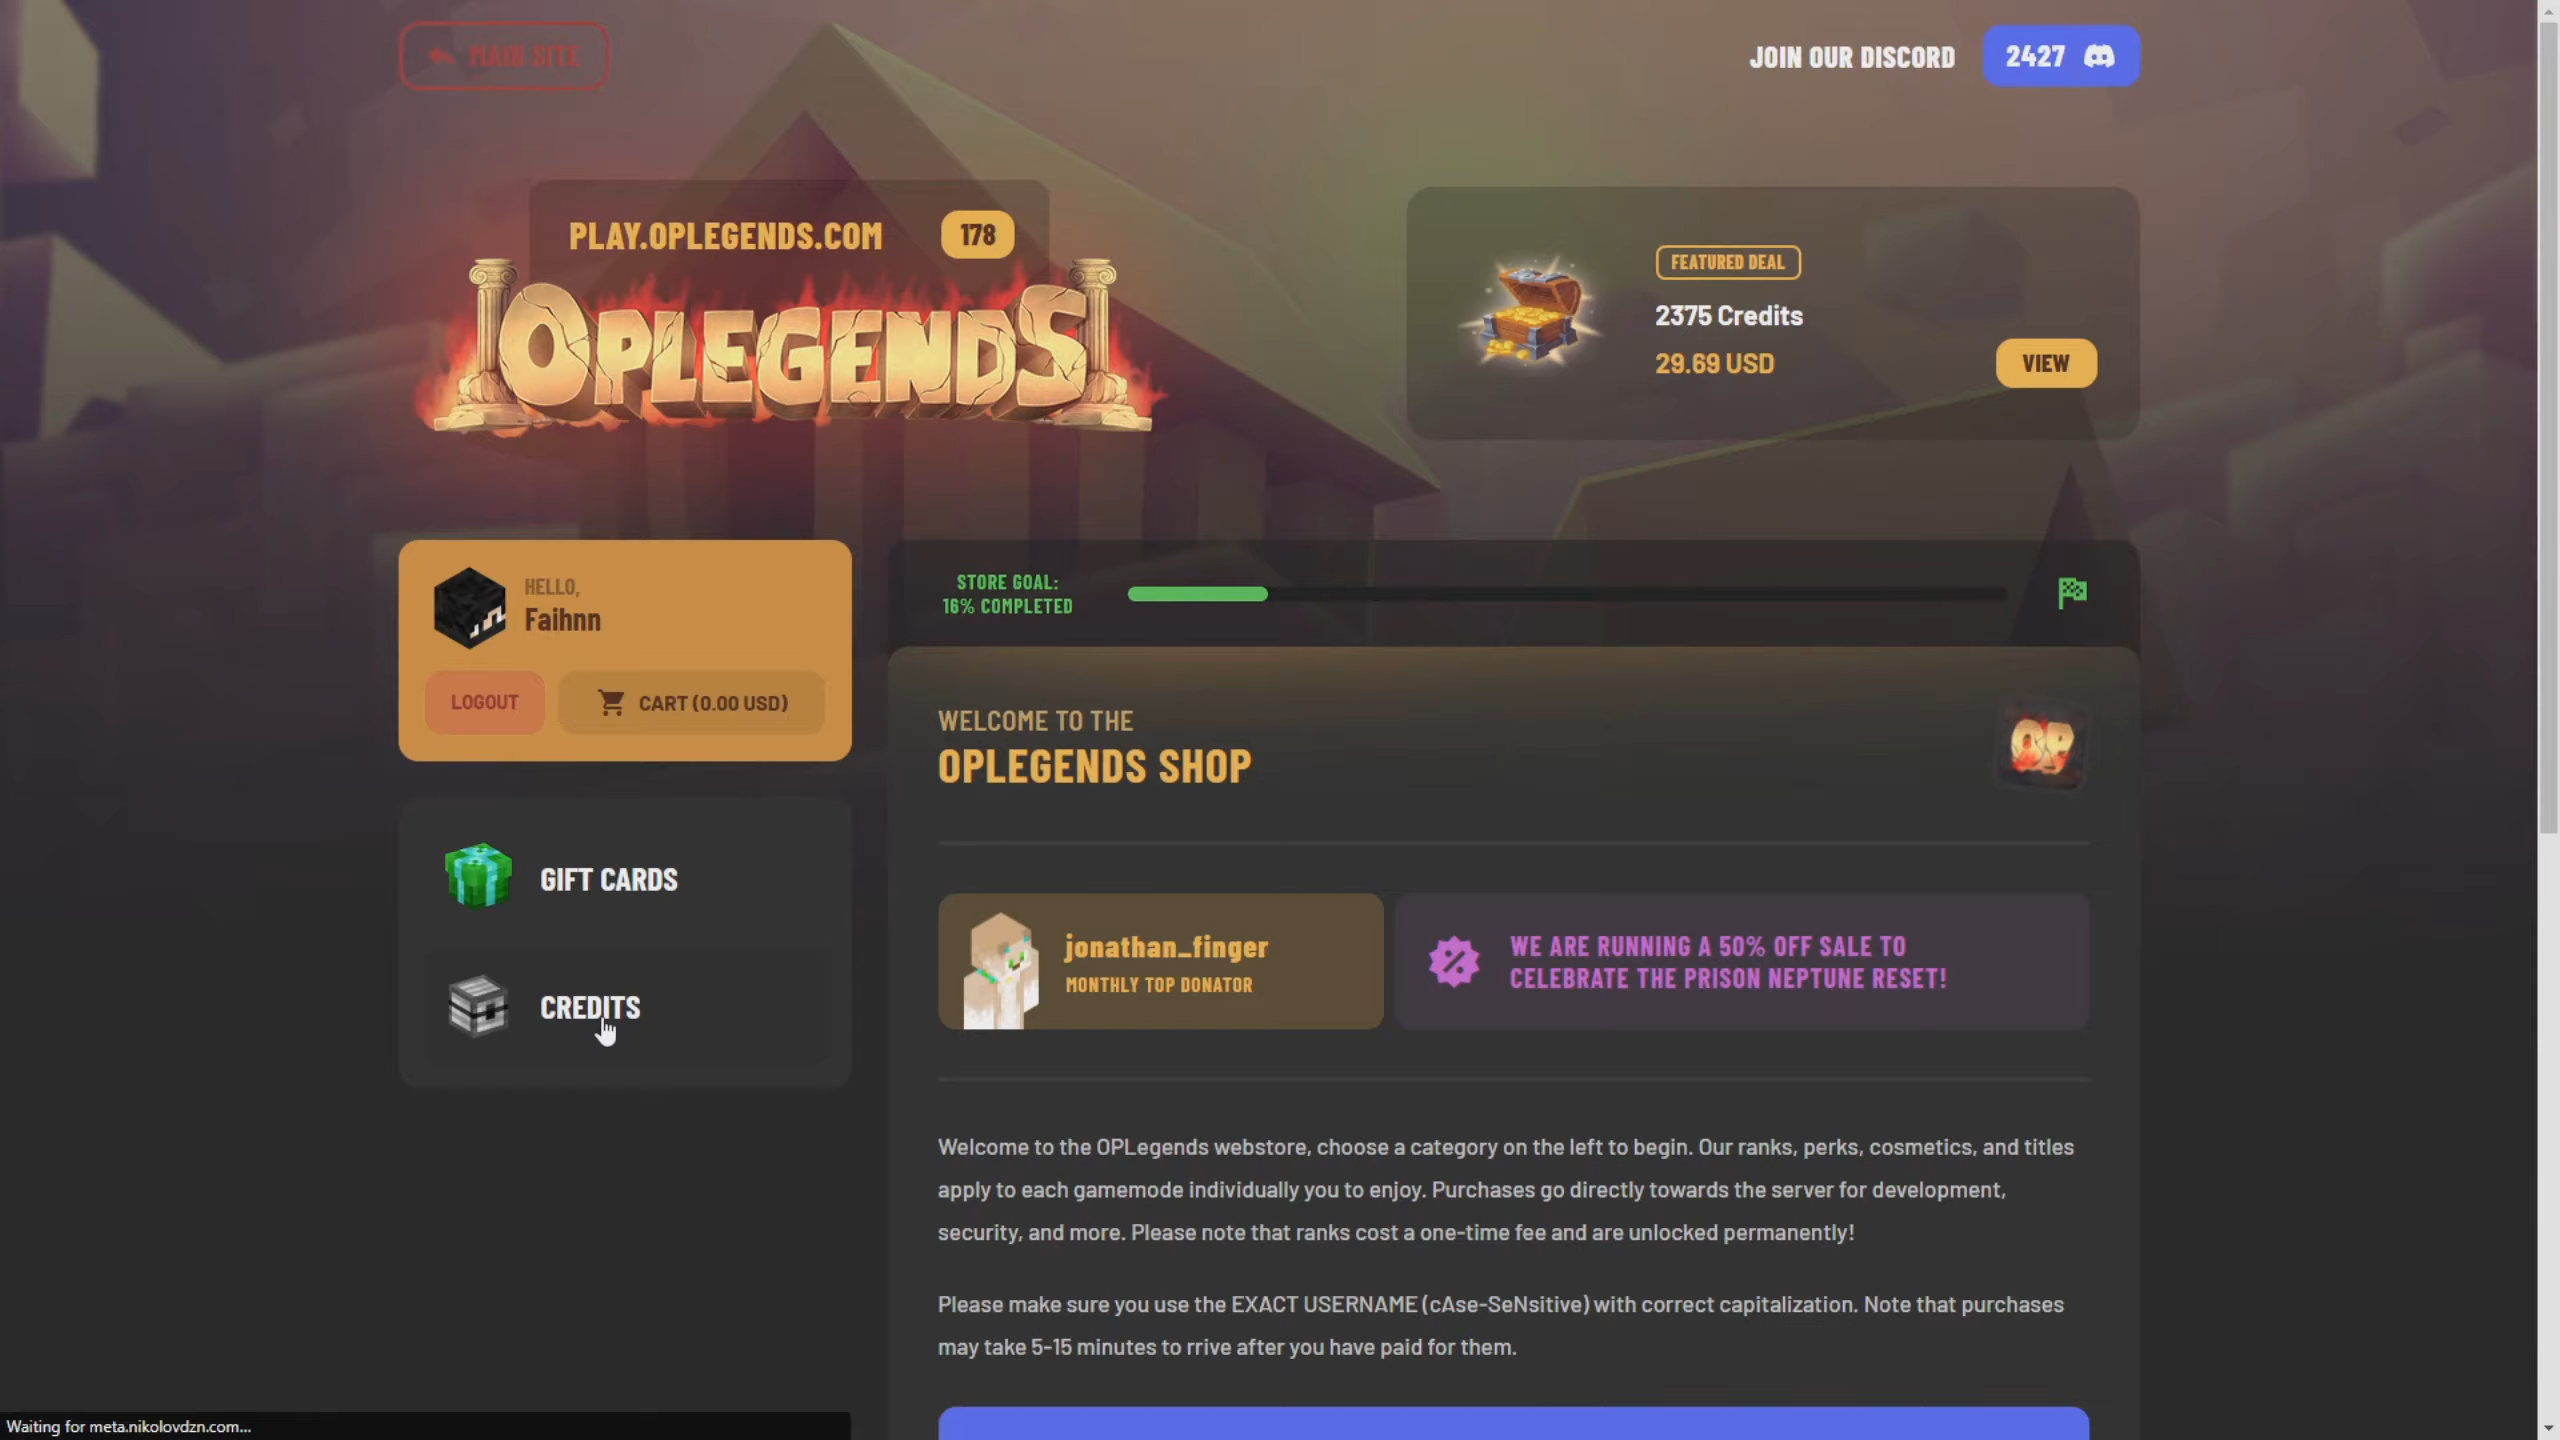 MAIN SITE
JOIN OUR DISCORD
2427
PLAY.OPLEGENDS.COM
178
OPLEGENDS
FEATURED DEAL
2375 Credits
29.69 USD
VIEW
HELLO,
Faihnn
LOGOUT
CART (0.00 USD)
GIFT CARDS
CREDITS
STORE GOAL:
16% COMPLETED
WELCOME TO THE
OPLEGENDS SHOP
OP
jonathan_finger
MONTHLY TOP DONATOR
WE ARE RUNNING A 50% OFF SALE TO
CELEBRATE THE PRISON NEPTUNE RESET!
Welcome to the OPLegends webstore, choose a category on the left to begin. Our ranks, perks, cosmetics, and titles
apply to each gamemode individually you to enjoy. Purchases go directly towards the server for development,
security, and more. Please note that ranks cost a one-time fee and are unlocked permanently!
Please make sure you use the EXACT USERNAME (cAse-SeNsitive) with correct capitalization. Note that purchases
may take 5-15 minutes to rrive after you have paid for them.
Waiting for meta.nikolovdzn.com...